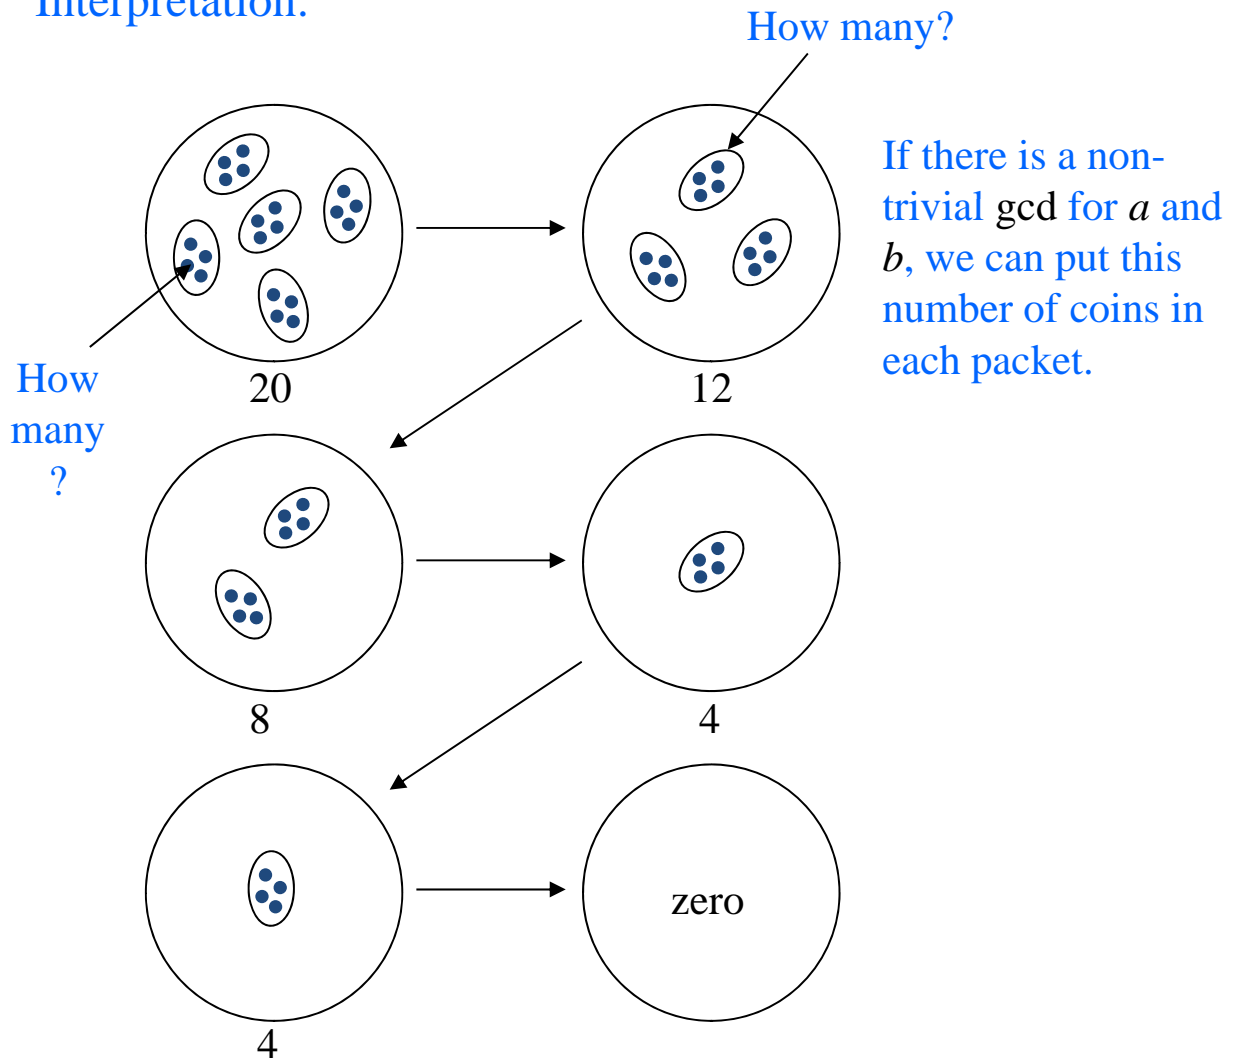 Interpretation:
How many?
If there is a non-
trivial gcd for a and
b, we can put this
number of coins in
each packet.
20
12
How
many
?
8
4
zero
4